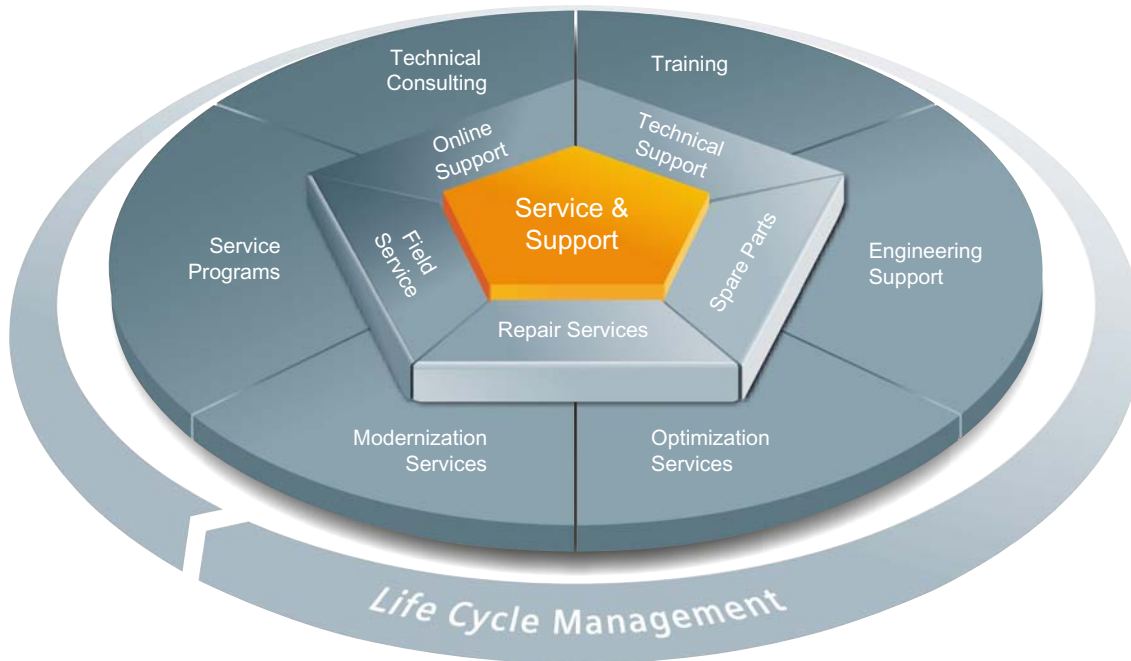 Technical
Consulting
Training
Online
Support
Technical
Support
Service &
Support
Service
Programs
Field
Service
Spare Parts
Engineering
Support
Repair Services
Modernization
Services
Optimization
Services
Life Cycle Management